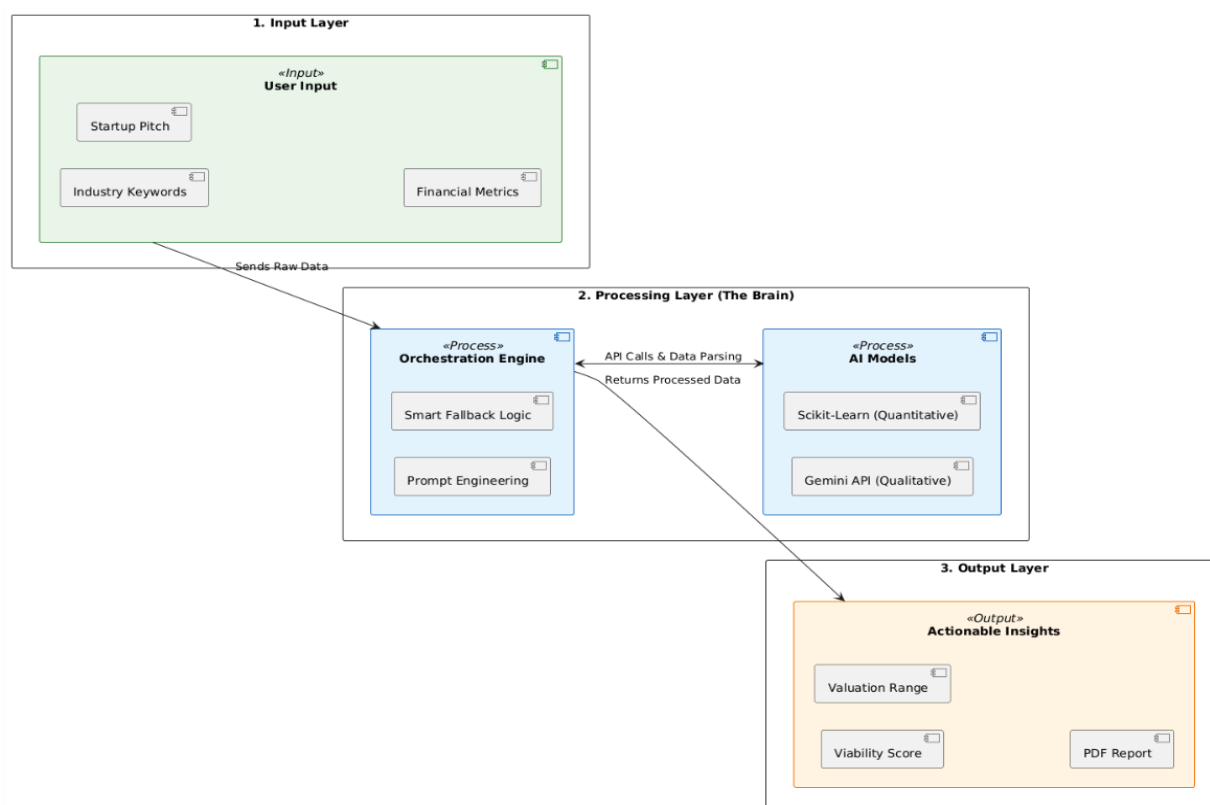 1. Input Layer
«Input»
User Input
Startup Pitch
Industry Keywords
Financial Metrics
Sends Raw Data
2. Processing Layer (The Brain)
«Process»
Orchestration Engine
Smart Fallback Logic
Prompt Engineering
API Calls & Data Parsing
Returns Processed Data
«Process»
AI Models
Scikit-Learn (Quantitative)
Gemini API (Qualitative)
3. Output Layer
«Output»
Actionable Insights
Valuation Range
Viability Score
PDF Report